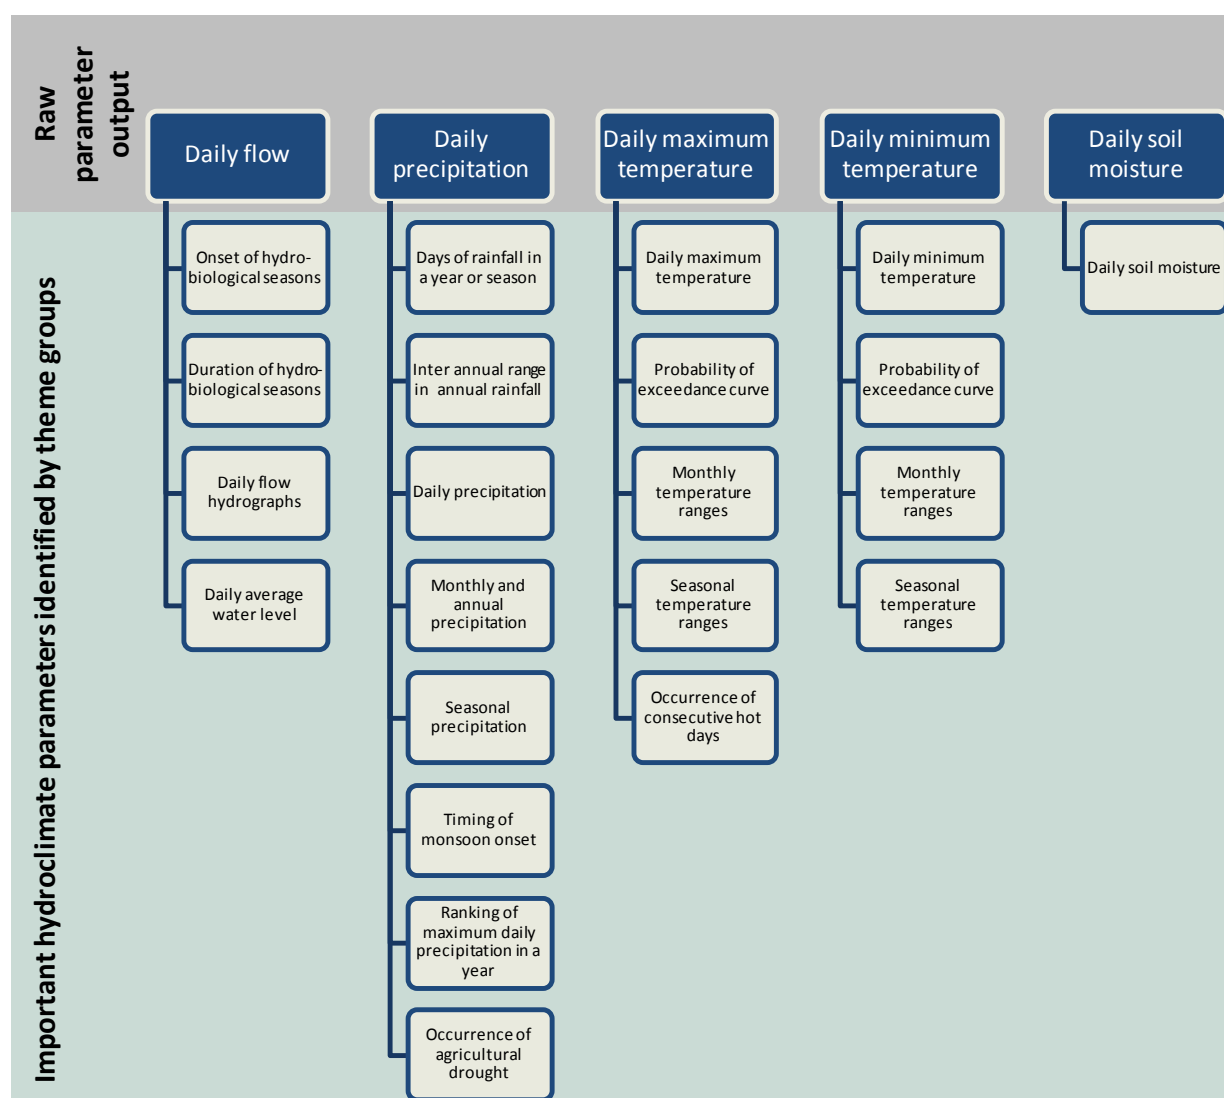 Raw
parameter
output
Daily flow
Daily
precipitation
Daily maximum
temperature
Daily minimum
temperature
Daily soil
moisture
Important hydroclimate parameters identified by theme groups
Onset of hydro-
biological seasons
Duration of hydro-
biological seasons
Daily flow
hydrographs
Daily average
water level
Days of rainfall in
a year or season
Inter annual range
in annual rainfall
Daily precipitation
Monthly and
annual
precipitation
Seasonal
precipitation
Timing of
monsoon onset
Ranking of
maximum daily
precipitation in a
year
Occurrence of
agricultural
drought
Daily maximum
temperature
Probability of
exceedance curve
Monthly
temperature
ranges
Seasonal
temperature
ranges
Occurrence of
consecutive hot
days
Daily minimum
temperature
Probability of
exceedance curve
Monthly
temperature
ranges
Seasonal
temperature
ranges
Daily soil moisture